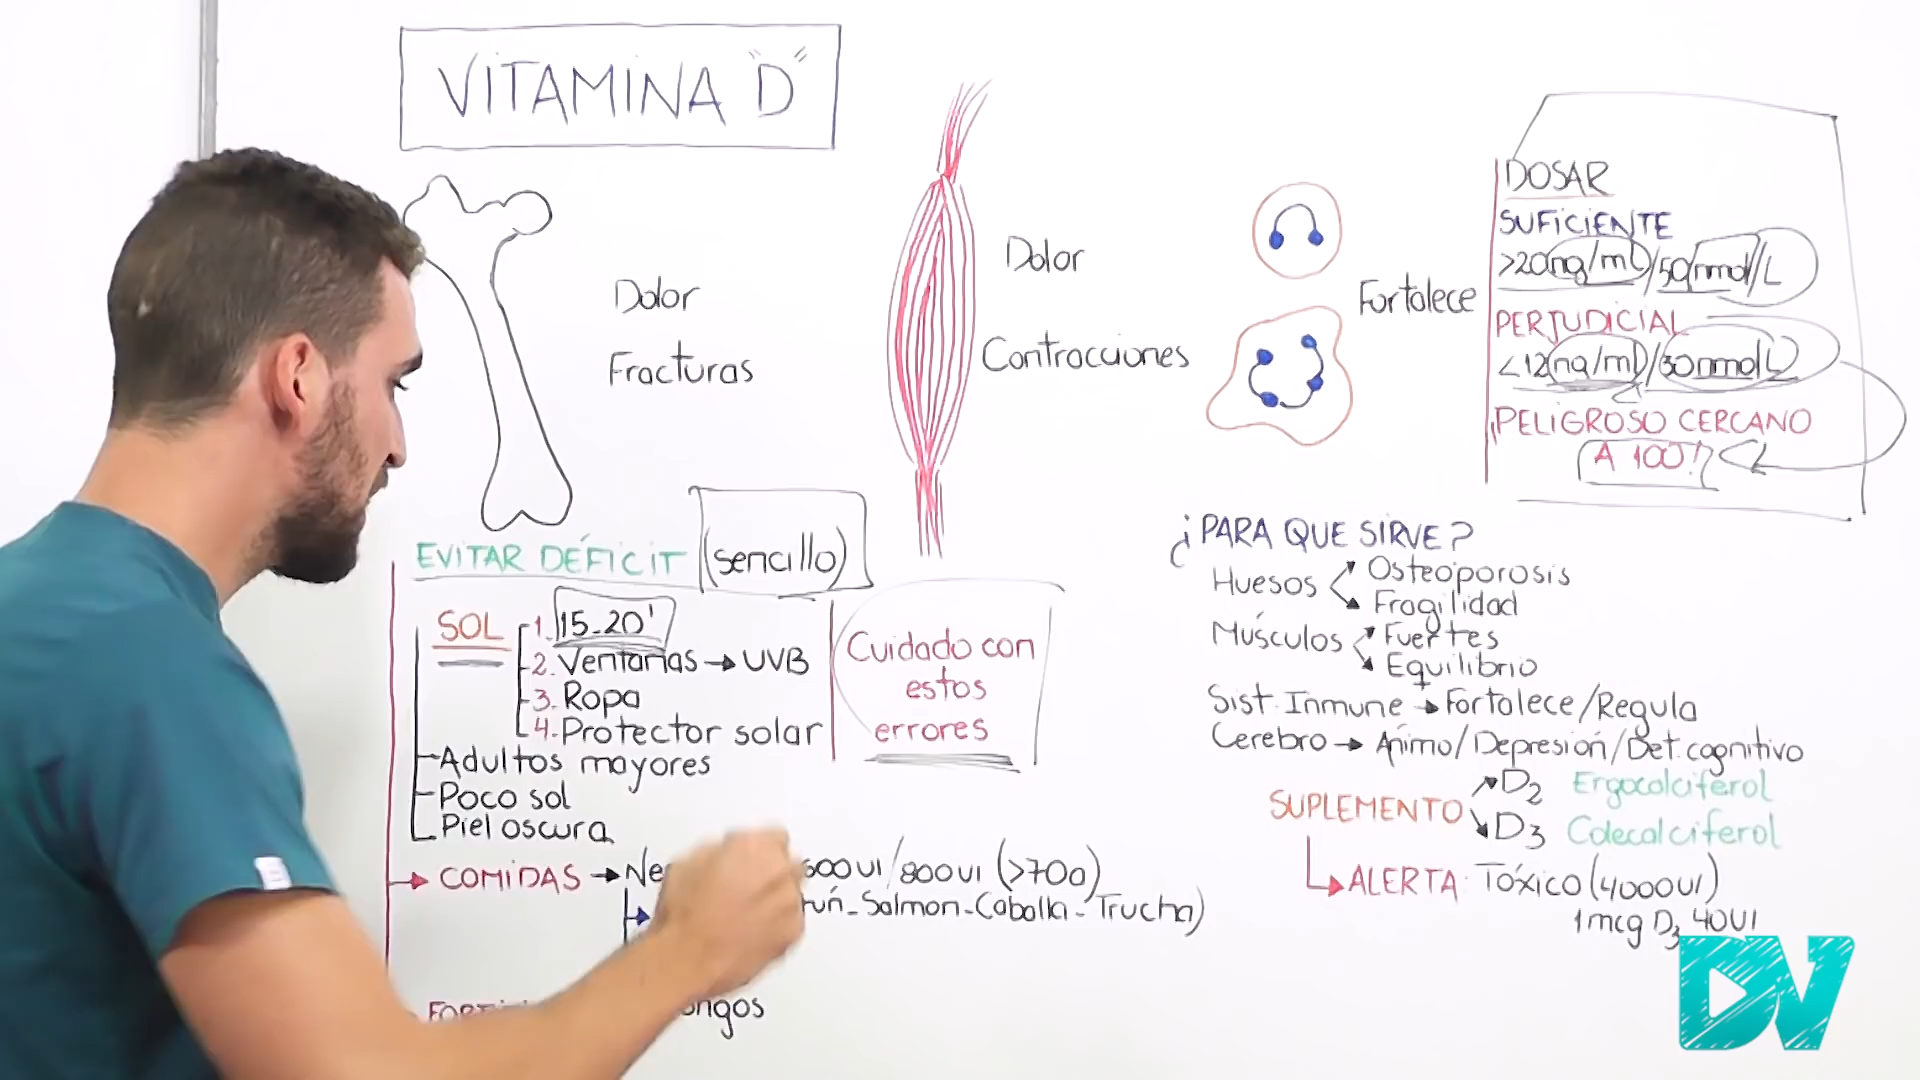 VITAMINA "D"
Dolor
Fracturas
Dolor
Contracciones
Fortalece
DOSAR
SUFICIENTE
>20ng/ml/50nmol/L
PERJUDICIAL
<12ng/ml/30nmol
PELIGROSO CERCANO
A 100!
EVITAR DÉFICIT (sencillo)
SOL
1. 15-20'
2. Ventanas → UVB
3. Ropa
4. Protector solar
Adultos mayores
Poco sol
Piel oscura
Cuidado con
estos
errores
COMIDAS → 600UI/800UI (>70a)
Salmon-Caballa-Trucha)
¿PARA QUE SIRVE?
Huesos
Osteoporosis
Fragilidad
Músculos
Fuertes
Equilibrio
Sist. Inmune → Fortalece/Regula
Cerebro → Ánimo/Depresión/Det. cognitivo
SUPLEMENTO
D2 Ergocalciferol
D3 Colecalciferol
ALERTA: Tóxico (4000UI)
1mcg D3 40UI
DV